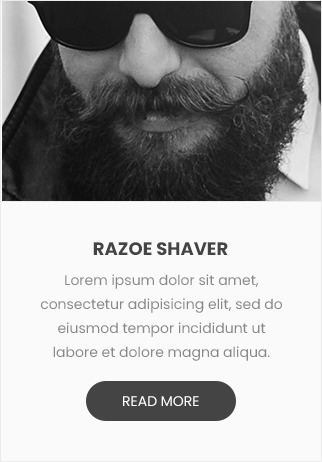 RAZOE SHAVER
Lorem ipsum dolor sit amet,
consectetur adipisicing elit, sed do
eiusmod tempor incididunt ut
labore et dolore magna aliqua.
READ MORE